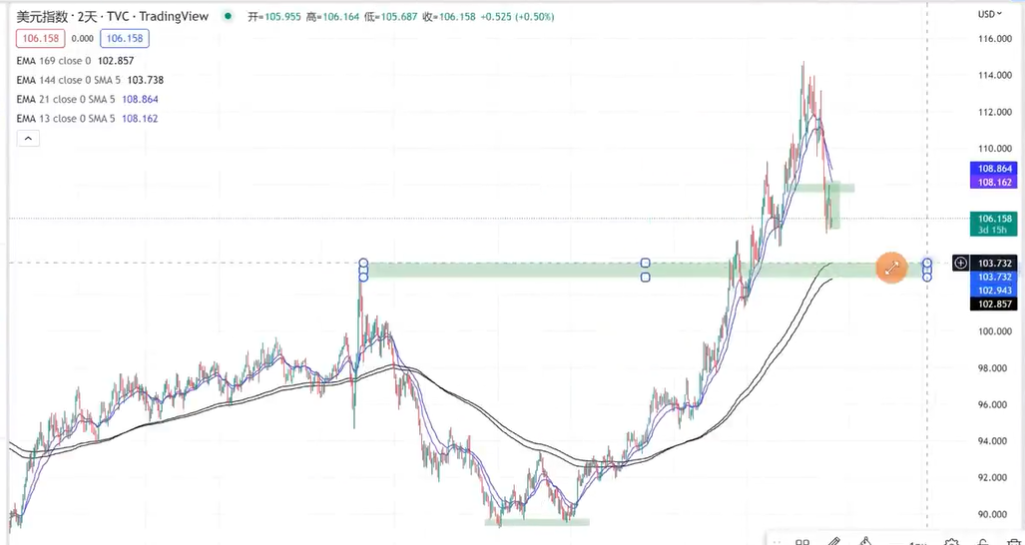 美元指数 · 2天 · TVC · TradingView 开=105.955 高=106.164 低=105.687 收=106.158 +0.525 (+0.50%)
106.158 0.000 106.158
EMA 169 close 0 102.857
EMA 144 close 0 SMA 5 103.738
EMA 21 close 0 SMA 5 108.864
EMA 13 close 0 SMA 5 108.162
USD
116.000
114.000
112.000
110.000
108.864
108.162
106.158
3d 15h
103.732
103.732
102.943
102.857
100.000
98.000
96.000
94.000
92.000
90.000